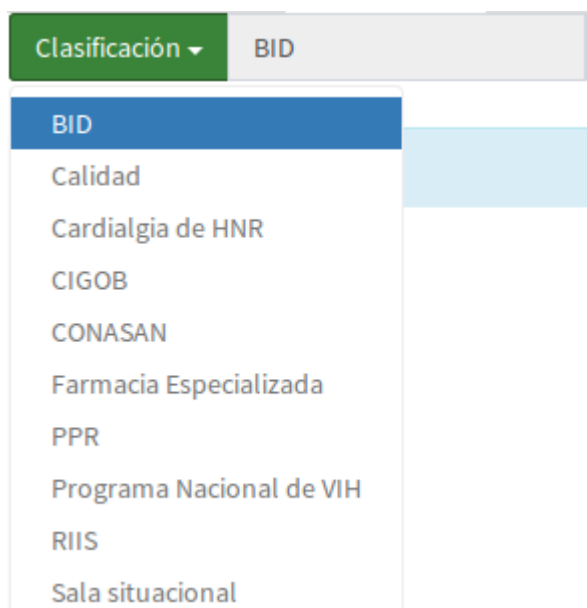 Clasificación BID
BID
Calidad
Cardialgia de HNR
CIGOB
CONASAN
Farmacia Especializada
PPR
Programa Nacional de VIH
RIIS
Sala situacional